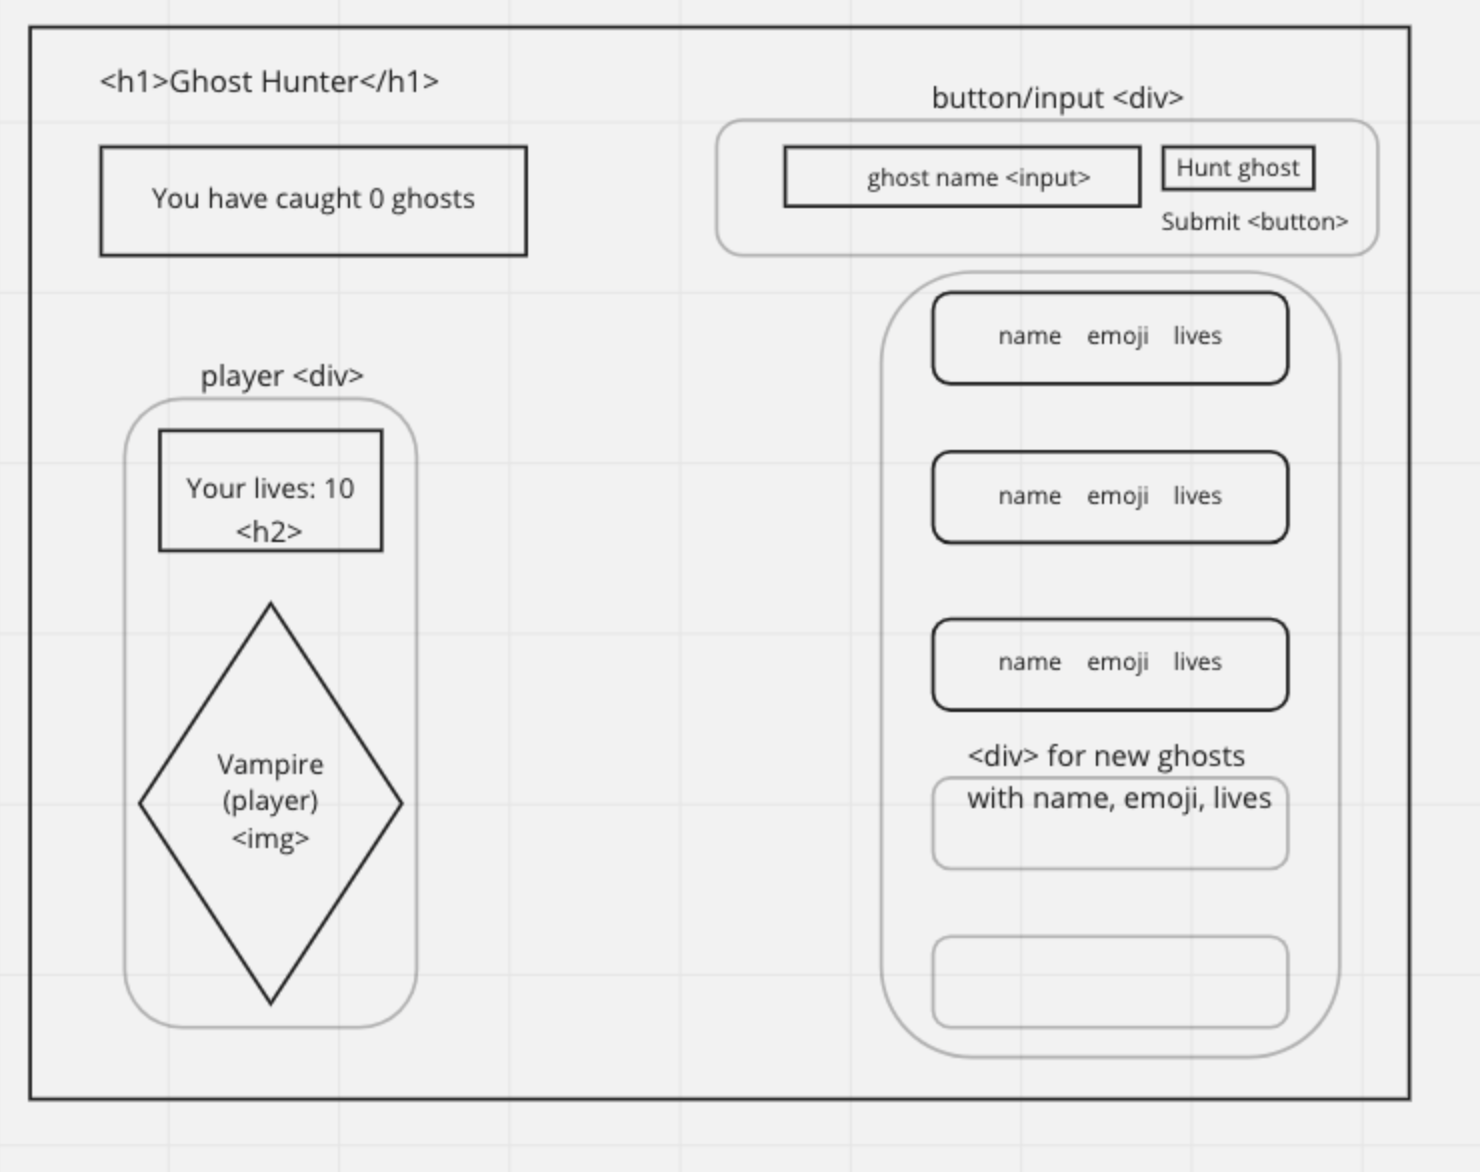 <h1>Ghost Hunter</h1>
You have caught 0 ghosts
player <div>
Your lives: 10
<h2>
Vampire
(player)
<img>
button/input <div>
ghost name <input>
Hunt ghost
Submit <button>
name emoji lives
name emoji lives
name emoji lives
<div> for new ghosts
with name, emoji, lives